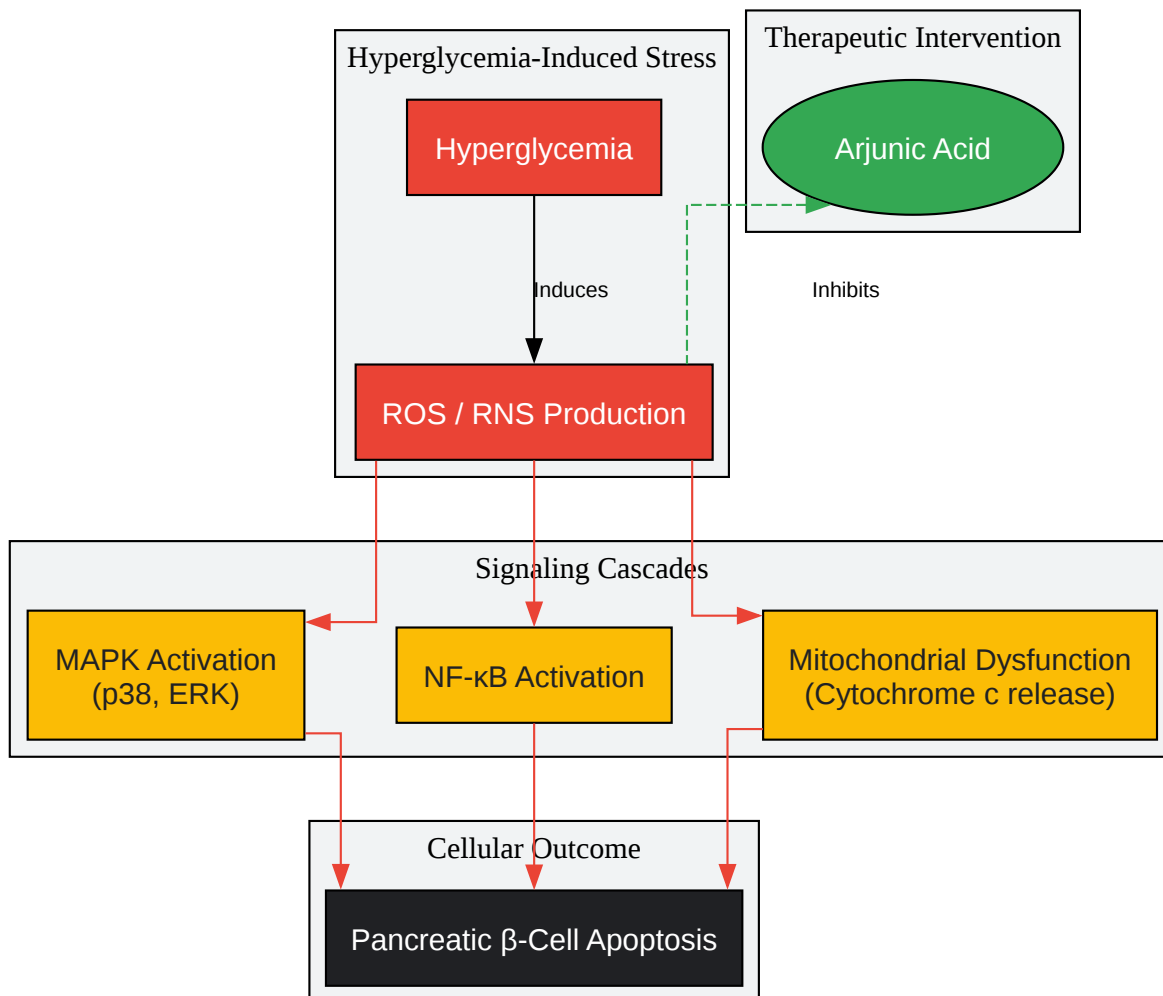 Hyperglycemia-Induced Stress
Therapeutic Intervention
Hyperglycemia
Arjunic Acid
Induces
Inhibits
ROS / RNS Production
Signaling Cascades
MAPK Activation
(p38, ERK)
NF-κB Activation
Mitochondrial Dysfunction
(Cytochrome c release)
Cellular Outcome
Pancreatic β-Cell Apoptosis